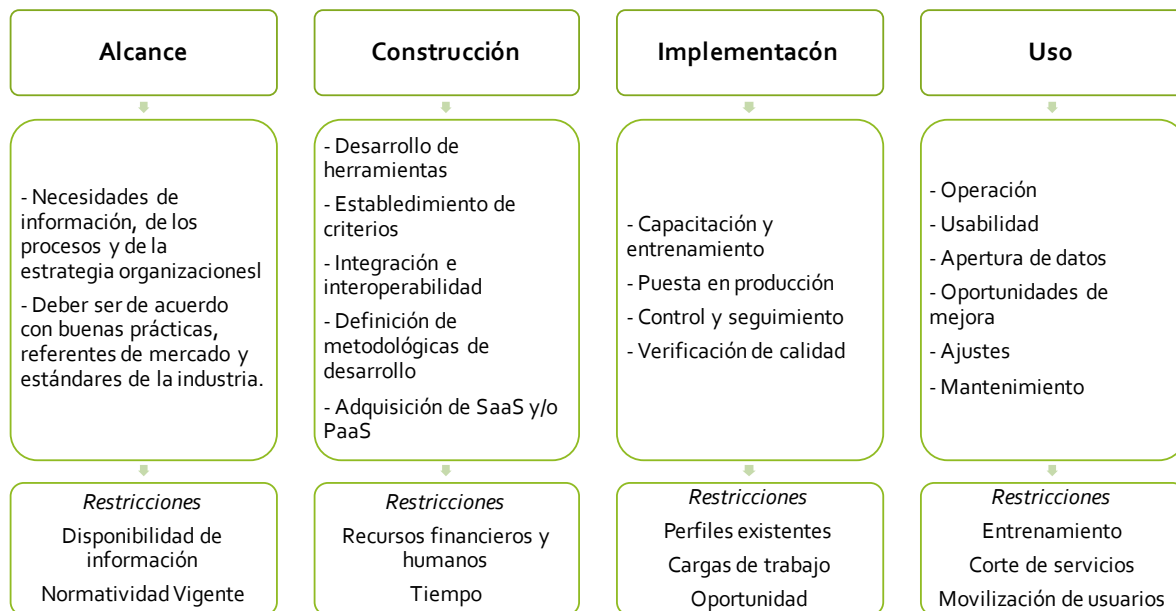 Alcance
- Necesidades de
información, de los
procesos y de la
estrategia organizacionesl
- Deber ser de acuerdo
con buenas prácticas,
referentes de mercado y
estándares de la industria.
Restricciones
Disponibilidad de
información
Normatividad Vigente
Construcción
- Desarrollo de
herramientas
- Establedimiento de
criterios
- Integración e
interoperabilidad
- Definición de
metodológicas de
desarrollo
- Adquisición de SaaS y/o
PaaS
Restricciones
Recursos financieros y
humanos
Tiempo
Implementacón
- Capacitación y
entrenamiento
- Puesta en producción
- Control y seguimiento
- Verificación de calidad
Restricciones
Perfiles existentes
Cargas de trabajo
Oportunidad
Uso
- Operación
- Usabilidad
- Apertura de datos
- Oportunidades de
mejora
- Ajustes
- Mantenimiento
Restricciones
Entrenamiento
Corte de servicios
Movilización de usuarios